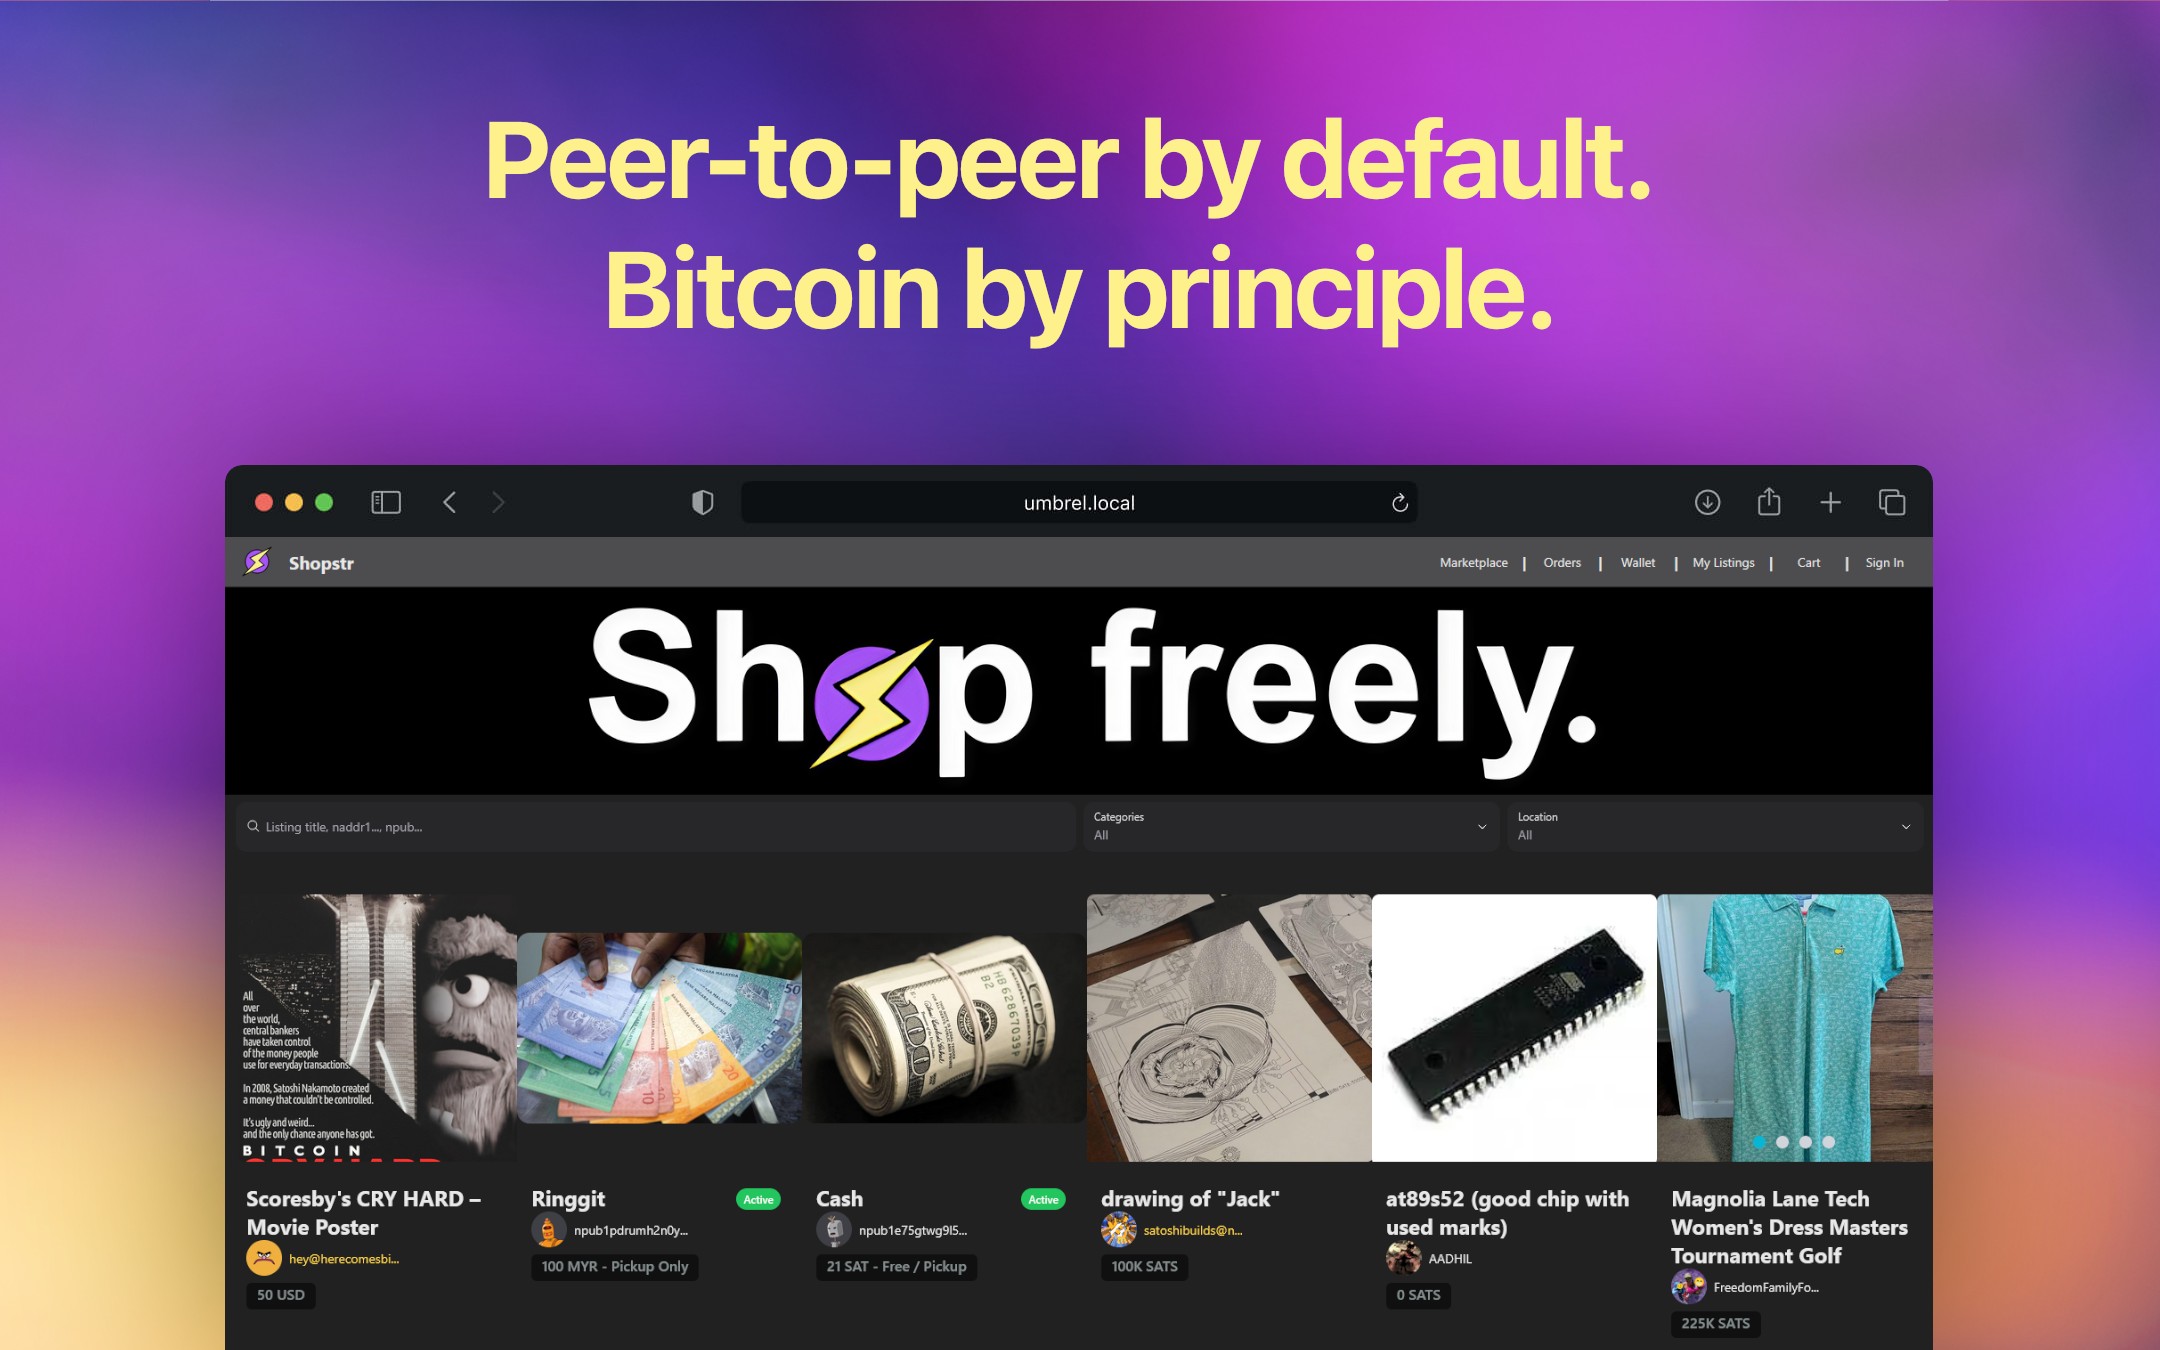 Peer-to-peer by default.
Bitcoin by principle.
umbrel.local
Shopstr
Marketplace | Orders | Wallet | My Listings | Cart | Sign In
Shop freely.
Listing title, naddr1..., npub...
Categories
All
Location
All
All
over
the world,
central bankers
have taken control
of the money people
use for everyday transactions.
In 2008, Satoshi Nakamoto created
a money that couldn't be controlled.
It's ugly and weird...
and the only chance anyone has got.
BITCOIN
Scoresby's CRY HARD –
Movie Poster
hey@herecomesbi...
50 USD
Ringgit
Active
npub1pdrumh2n0y...
100 MYR - Pickup Only
Cash
Active
npub1e75gtwg9l5...
21 SAT - Free / Pickup
drawing of "Jack"
satoshibuilds@n...
100K SATS
at89s52 (good chip with
used marks)
AADHIL
0 SATS
Magnolia Lane Tech
Women's Dress Masters
Tournament Golf
FreedomFamilyFo...
225K SATS